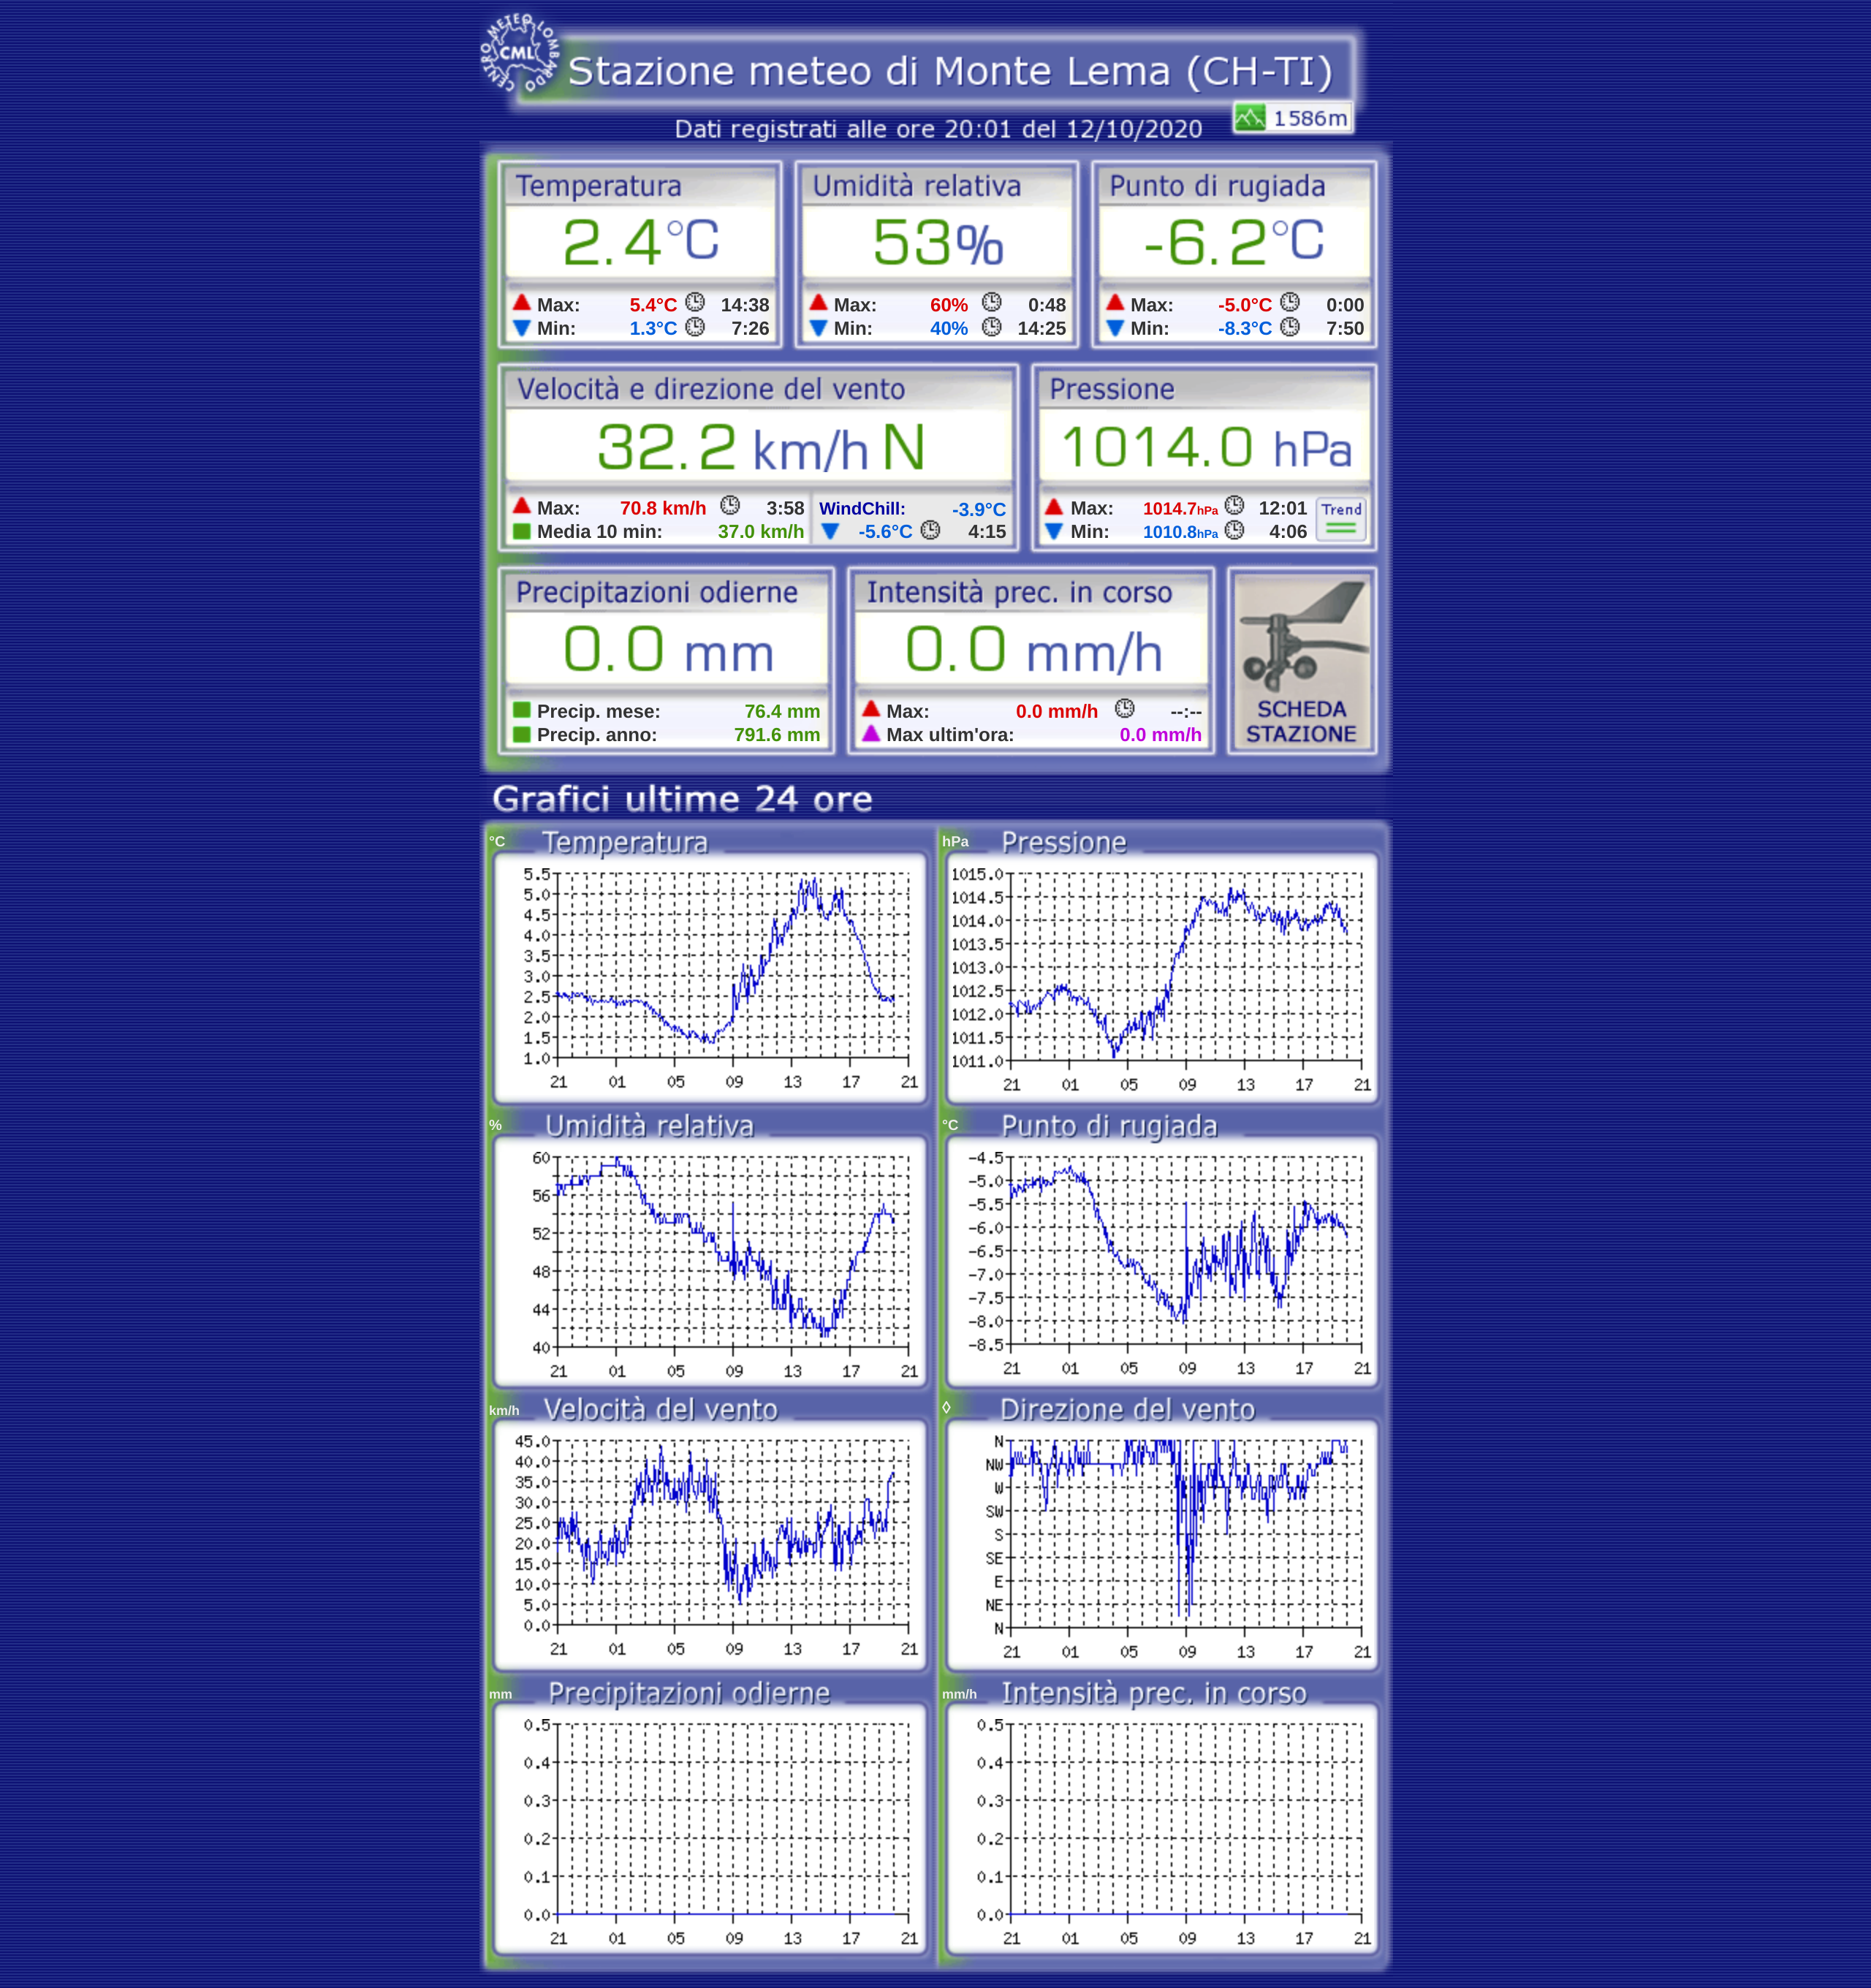 CENTRO METEO LOMBARDO
CML
Stazione meteo di Monte Lema (CH-TI)
1586m
Dati registrati alle ore 20:01 del 12/10/2020
Temperatura
2.4°C
Max: 5.4°C 14:38
Min: 1.3°C 7:26
Umidità relativa
53%
Max: 60% 0:48
Min: 40% 14:25
Punto di rugiada
-6.2°C
Max: -5.0°C 0:00
Min: -8.3°C 7:50
Velocità e direzione del vento
32.2 km/h N
Max: 70.8 km/h 3:58
Media 10 min: 37.0 km/h
WindChill: -3.9°C
-5.6°C 4:15
Pressione
1014.0 hPa
Max: 1014.7hPa 12:01
Min: 1010.8hPa 4:06
Trend
Precipitazioni odierne
0.0 mm
Precip. mese: 76.4 mm
Precip. anno: 791.6 mm
Intensità prec. in corso
0.0 mm/h
Max: 0.0 mm/h --:--
Max ultim'ora: 0.0 mm/h
SCHEDA
STAZIONE
Grafici ultime 24 ore
°C Temperatura
5.5
5.0
4.5
4.0
3.5
3.0
2.5
2.0
1.5
1.0
21 01 05 09 13 17 21
hPa Pressione
1015.0
1014.5
1014.0
1013.5
1013.0
1012.5
1012.0
1011.5
1011.0
21 01 05 09 13 17 21
% Umidità relativa
60
56
52
48
44
40
21 01 05 09 13 17 21
°C Punto di rugiada
-4.5
-5.0
-5.5
-6.0
-6.5
-7.0
-7.5
-8.0
-8.5
21 01 05 09 13 17 21
km/h Velocità del vento
45.0
40.0
35.0
30.0
25.0
20.0
15.0
10.0
5.0
0.0
21 01 05 09 13 17 21
◊ Direzione del vento
N
NW
W
SW
S
SE
E
NE
N
21 01 05 09 13 17 21
mm Precipitazioni odierne
0.5
0.4
0.3
0.2
0.1
0.0
21 01 05 09 13 17 21
mm/h Intensità prec. in corso
0.5
0.4
0.3
0.2
0.1
0.0
21 01 05 09 13 17 21